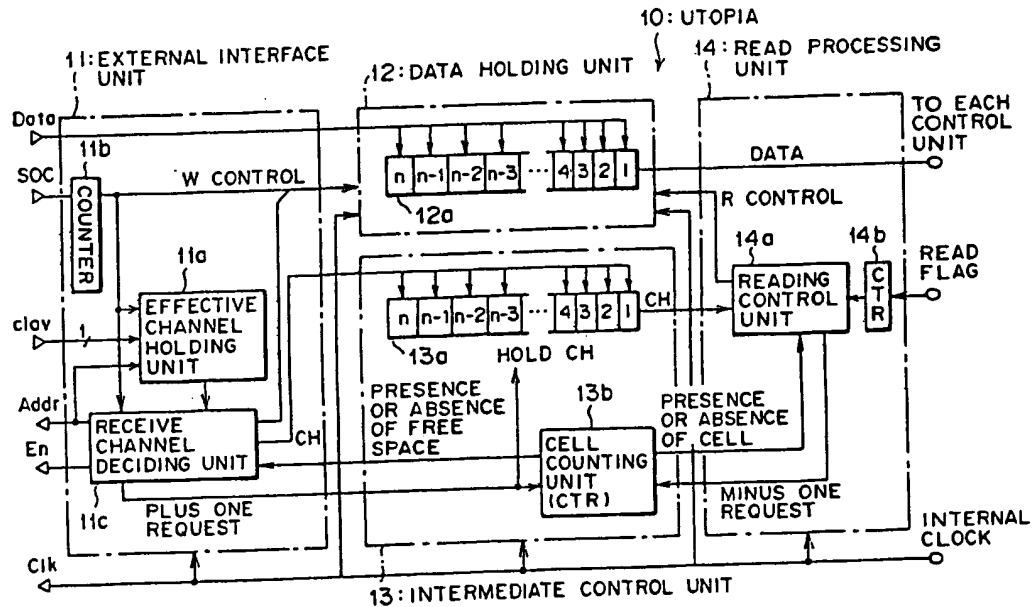 10: UTOPIA
11: EXTERNAL INTERFACE
UNIT
12: DATA HOLDING UNIT
14: READ PROCESSING
UNIT
Data
SOC
11b
COUNTER
W CONTROL
n n-1 n-2 n-3 ... 4 3 2 1
12a
DATA
TO EACH
CONTROL
UNIT
R CONTROL
11a
EFFECTIVE
CHANNEL
HOLDING
UNIT
clav
1
n n-1 n-2 n-3 ... 4 3 2 1
13a
CH
HOLD CH
14a
READING
CONTROL
UNIT
14b
CTR
READ
FLAG
Addr
En
RECEIVE
CHANNEL
DECIDING UNIT
11c
CH
PRESENCE
OR ABSENCE
OF FREE
SPACE
13b
CELL
COUNTING
UNIT
(CTR)
PRESENCE OR
ABSENCE
OF CELL
PLUS ONE
REQUEST
MINUS ONE
REQUEST
Clk
INTERNAL
CLOCK
13: INTERMEDIATE CONTROL UNIT